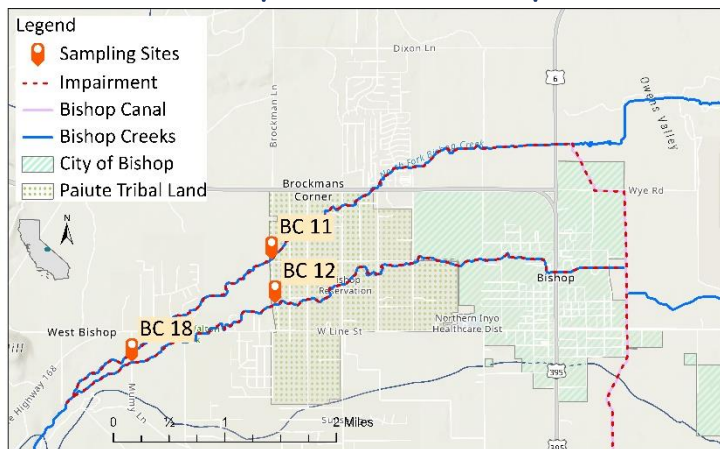 Legend
Sampling Sites
Impairment
Bishop Canal
Bishop Creeks
City of Bishop
Paiute Tribal Land
N
Dixon Ln
Brockman Ln
6
Owens Valley
North Fork Bishop Creek
Brockmans
Corner
Wye Rd
BC 11
BC 12
Bishop
Reservation
Bishop
BC 18
West Bishop
W Line St
Northern Inyo
Healthcare Dist
395
Highway 168
Mumy Ln
0 ½ 1 2 Miles
395